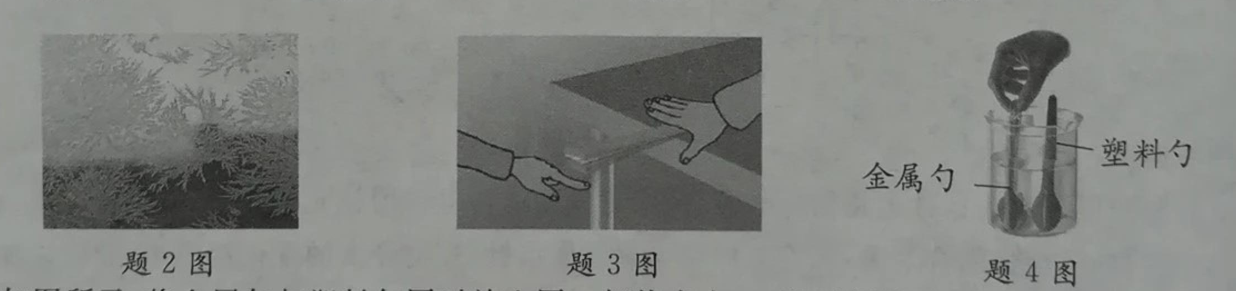 塑料勺
金属勺
题 2 图
题 3 图
题 4 图